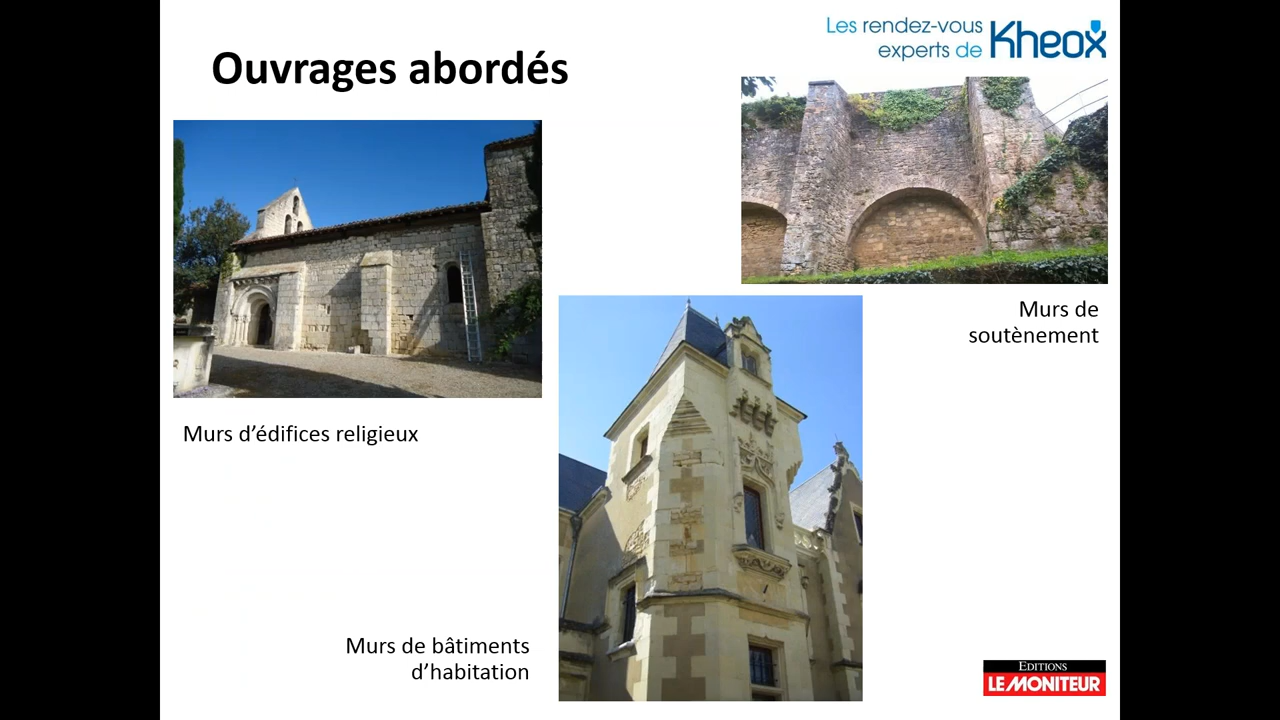 Les rendez-vous
experts de Kheox
Ouvrages abordés
Murs de
soutènement
Murs d’édifices religieux
Murs de bâtiments
d’habitation
EDITIONS
LE MONITEUR